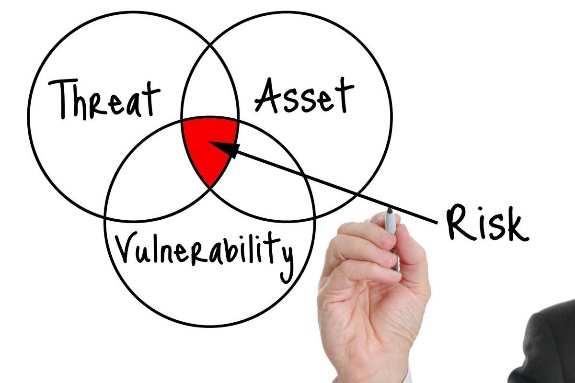 Threat
Asset
Vulnerability
Risk